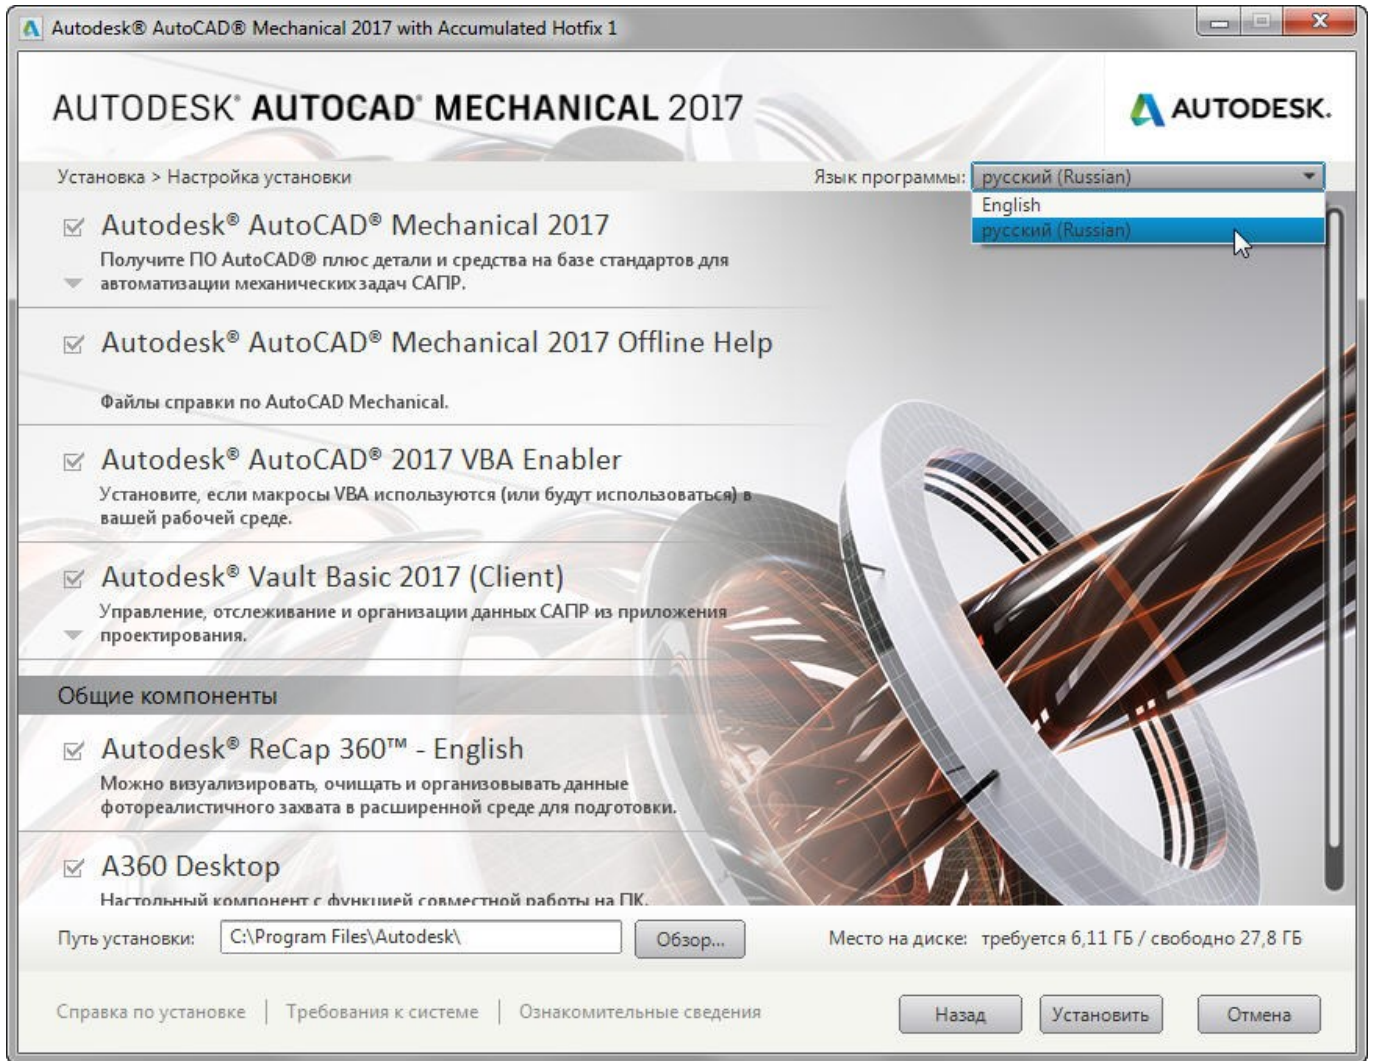 Autodesk® AutoCAD® Mechanical 2017 with Accumulated Hotfix 1
AUTODESK® AUTOCAD® MECHANICAL 2017
AUTODESK.
Установка > Настройка установки
Язык программы: русский (Russian)
English
русский (Russian)
Autodesk® AutoCAD® Mechanical 2017
Получите ПО AutoCAD® плюс детали и средства на базе стандартов для
автоматизации механических задач САПР.
Autodesk® AutoCAD® Mechanical 2017 Offline Help
Файлы справки по AutoCAD Mechanical.
Autodesk® AutoCAD® 2017 VBA Enabler
Установите, если макросы VBA используются (или будут использоваться) в
вашей рабочей среде.
Autodesk® Vault Basic 2017 (Client)
Управление, отслеживание и организации данных САПР из приложения
проектирования.
Общие компоненты
Autodesk® ReCap 360™ - English
Можно визуализировать, очищать и организовывать данные
фотореалистичного захвата в расширенной среде для подготовки.
A360 Desktop
Настольный компонент с функцией совместной работы на ПК.
Путь установки: C:\Program Files\Autodesk\ Обзор... Место на диске: требуется 6,11 ГБ / свободно 27,8 ГБ
Справка по установке | Требования к системе | Ознакомительные сведения Назад Установить Отмена